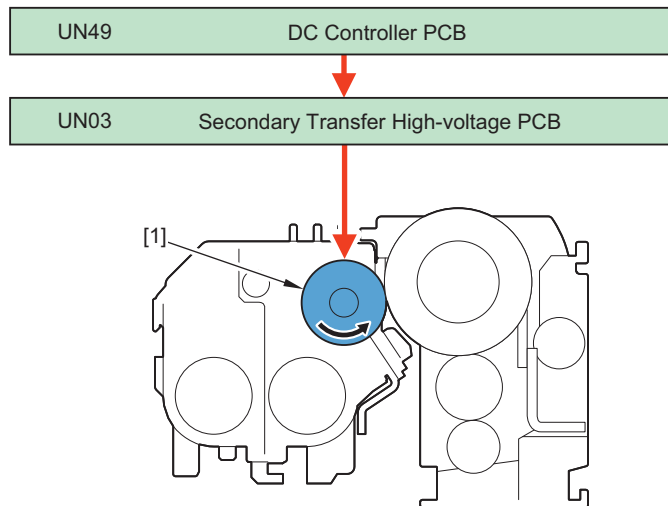 UN49 DC Controller PCB
UN03 Secondary Transfer High-voltage PCB
[1]